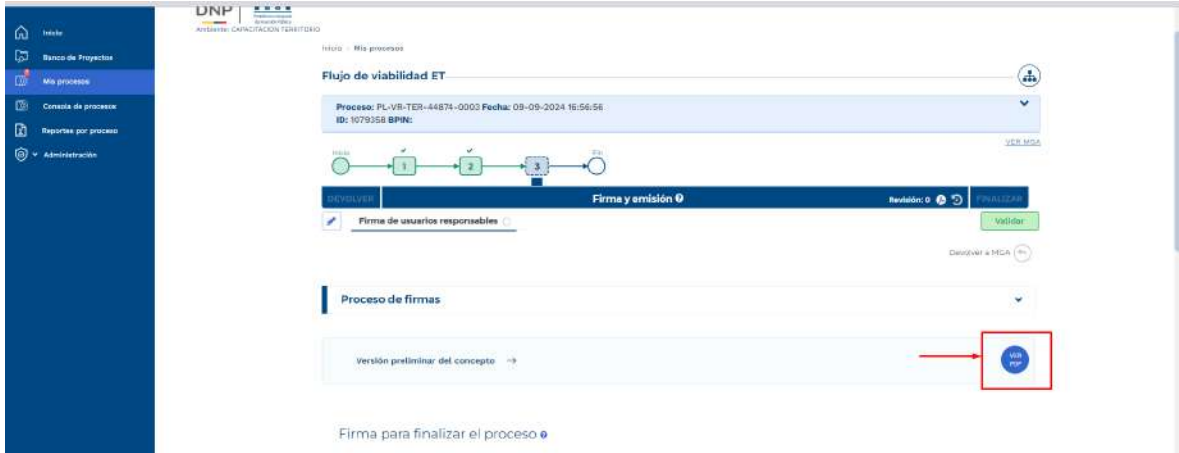 DNP
Ambiente: CAPACITACION TERRITORIO
Inicio
Banco de Proyectos
Mis procesos
Consola de procesos
Reportes por proceso
Administración
Inicio > Mis procesos
Flujo de viabilidad ET
Proceso: PL-VR-TER-44874-0003 Fecha: 09-09-2024 16:56:56
ID: 1079358 BPIN:
VER MGA
Inicio 1 2 3 Fin
DEVOLVER Firma y emisión Revisión: 0 FINALIZAR
Firma de usuarios responsables Validar
Devolver a MGA
Proceso de firmas
Versión preliminar del concepto → VER PDF
Firma para finalizar el proceso